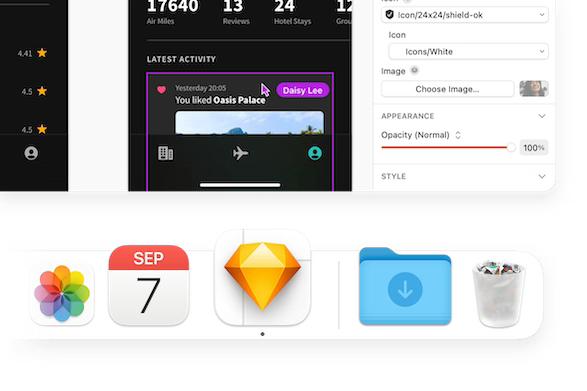 17640 13 24 12
Air Miles Reviews Hotel Stays
4.41
LATEST ACTIVITY
Yesterday 20:05
Daisy Lee
You liked Oasis Palace
4.5
4.5
Icon/24x24/shield-ok
Icon
Icons/White
Image
Choose Image...
APPEARANCE
Opacity (Normal)
100%
STYLE
SEP
7